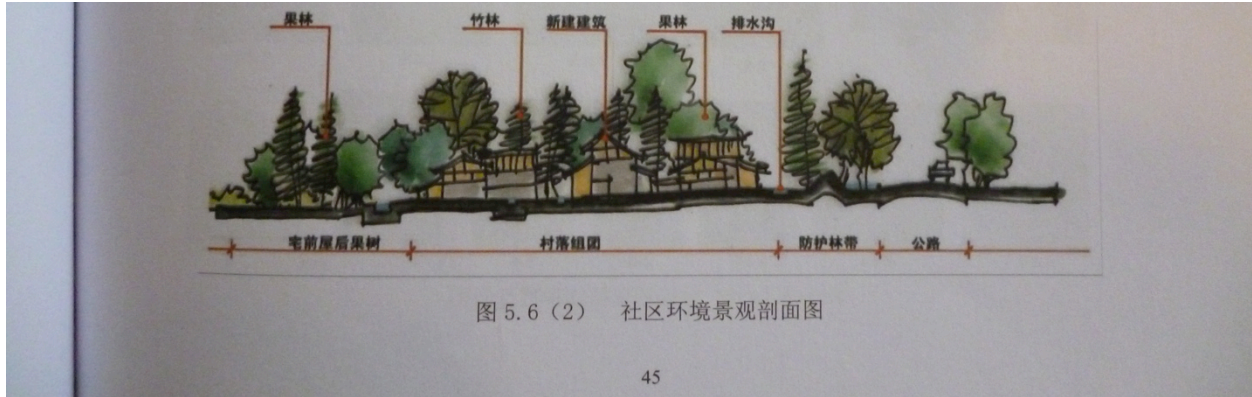 果林 竹林 新建建筑 果林 排水沟
宅前屋后果树 村落组团 防护林带 公路
图 5.6（2） 社区环境景观剖面图
45